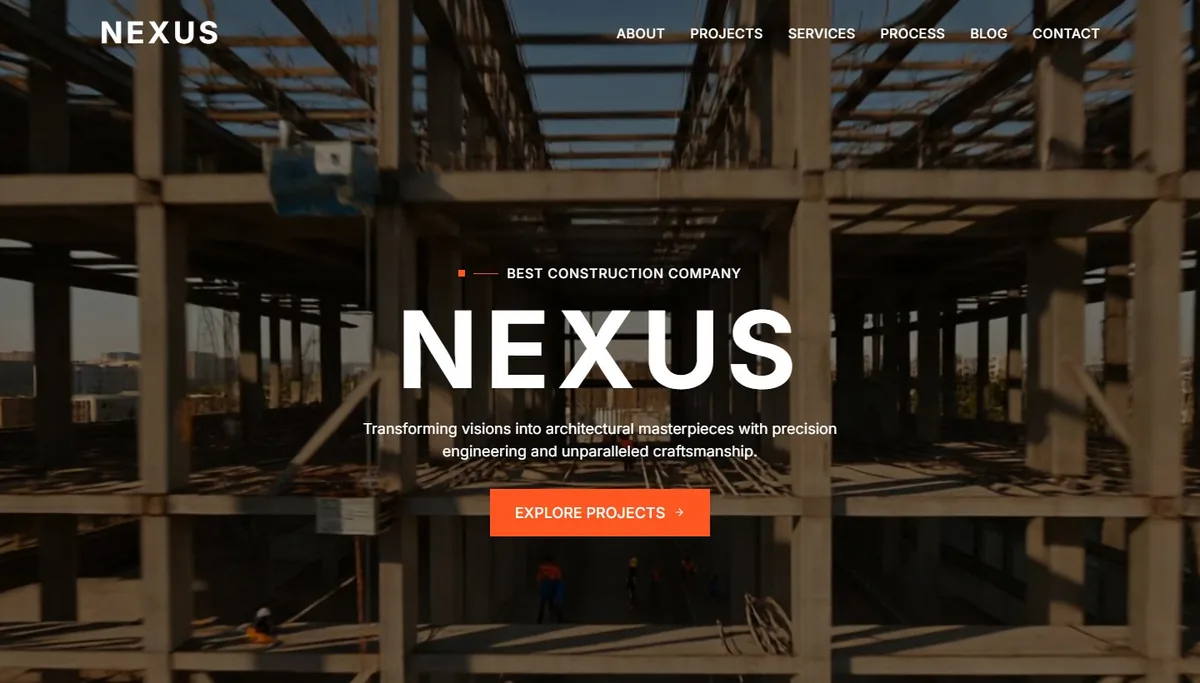 NEXUS
ABOUT PROJECTS SERVICES PROCESS BLOG CONTACT
BEST CONSTRUCTION COMPANY
NEXUS
Transforming visions into architectural masterpieces with precision
engineering and unparalleled craftsmanship.
EXPLORE PROJECTS →